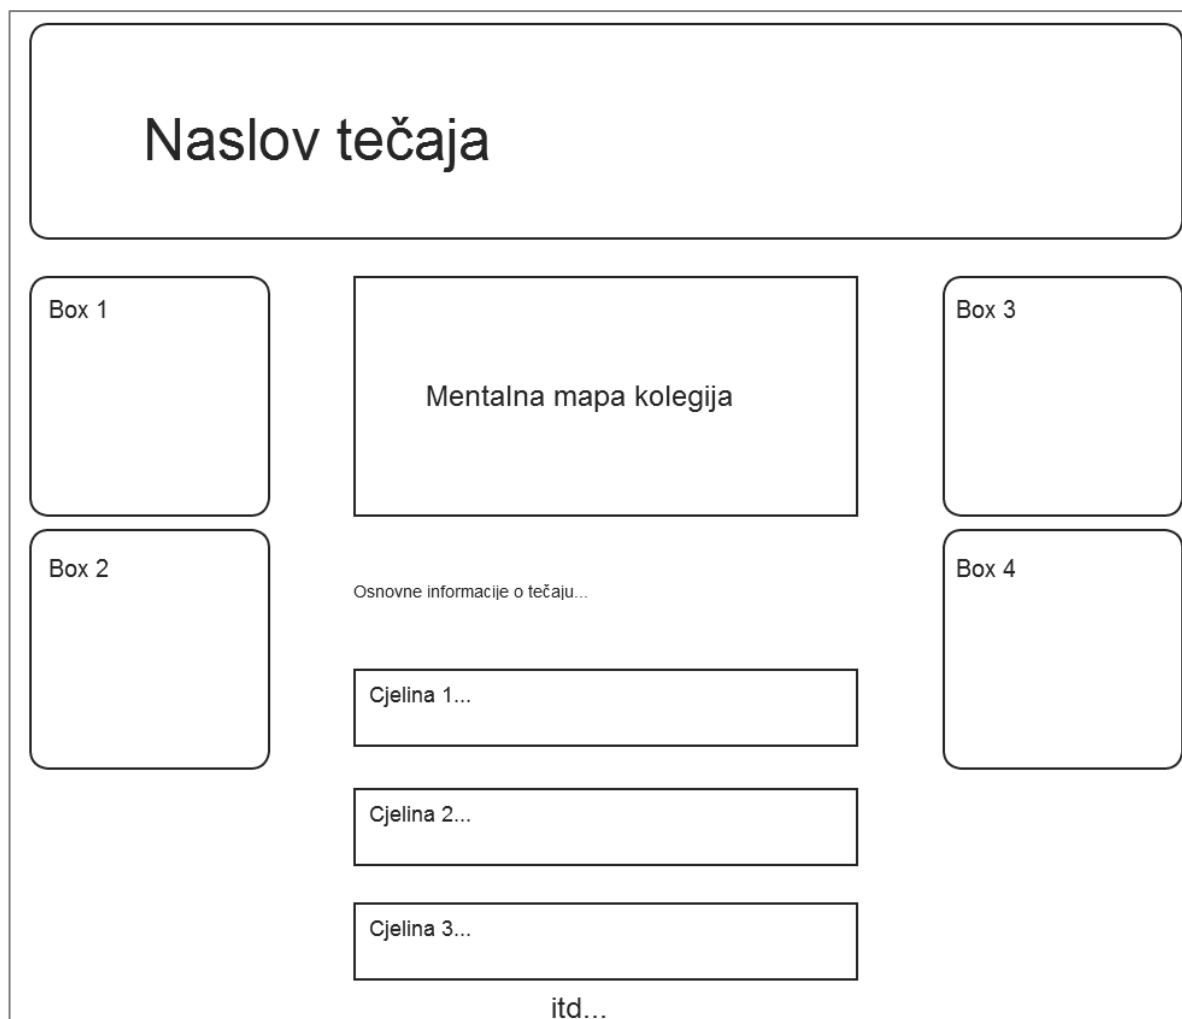 Naslov tečaja
Box 1
Mentalna mapa kolegija
Box 3
Box 2
Osnovne informacije o tečaju...
Box 4
Cjelina 1...
Cjelina 2...
Cjelina 3...
itd...